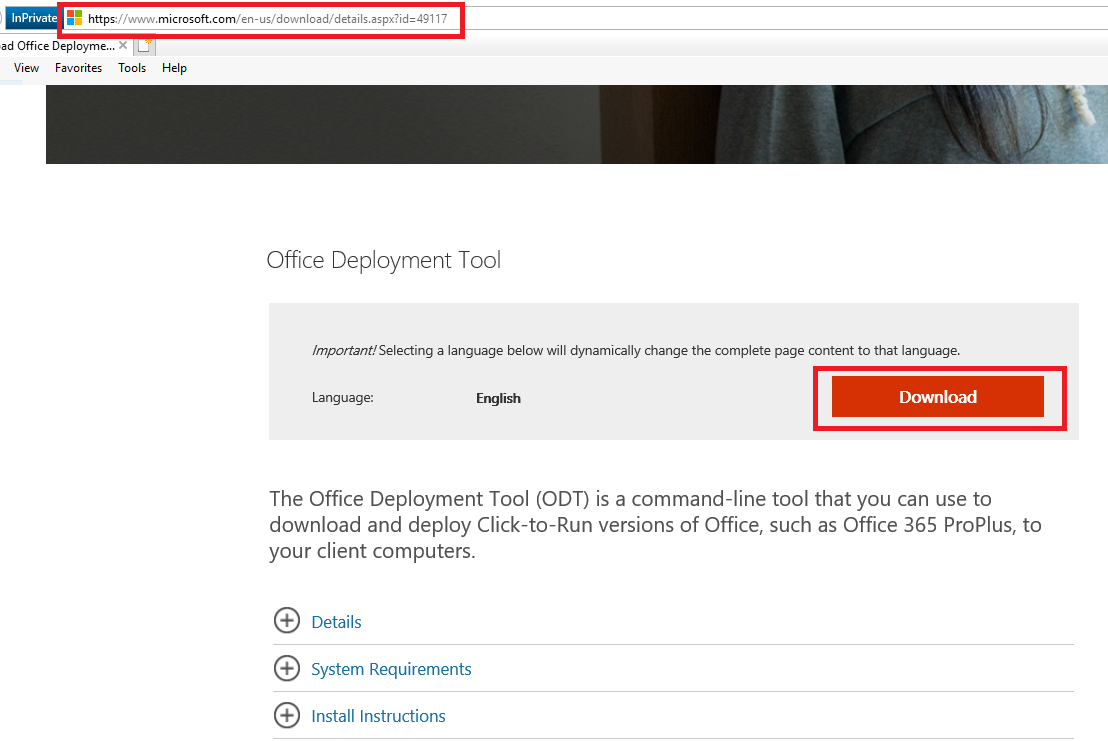 InPrivate https://www.microsoft.com/en-us/download/details.aspx?id=49117
ad Office Deployme...
View Favorites Tools Help
Office Deployment Tool
Important! Selecting a language below will dynamically change the complete page content to that language.
Language: English Download
The Office Deployment Tool (ODT) is a command-line tool that you can use to
download and deploy Click-to-Run versions of Office, such as Office 365 ProPlus, to
your client computers.
Details
System Requirements
Install Instructions